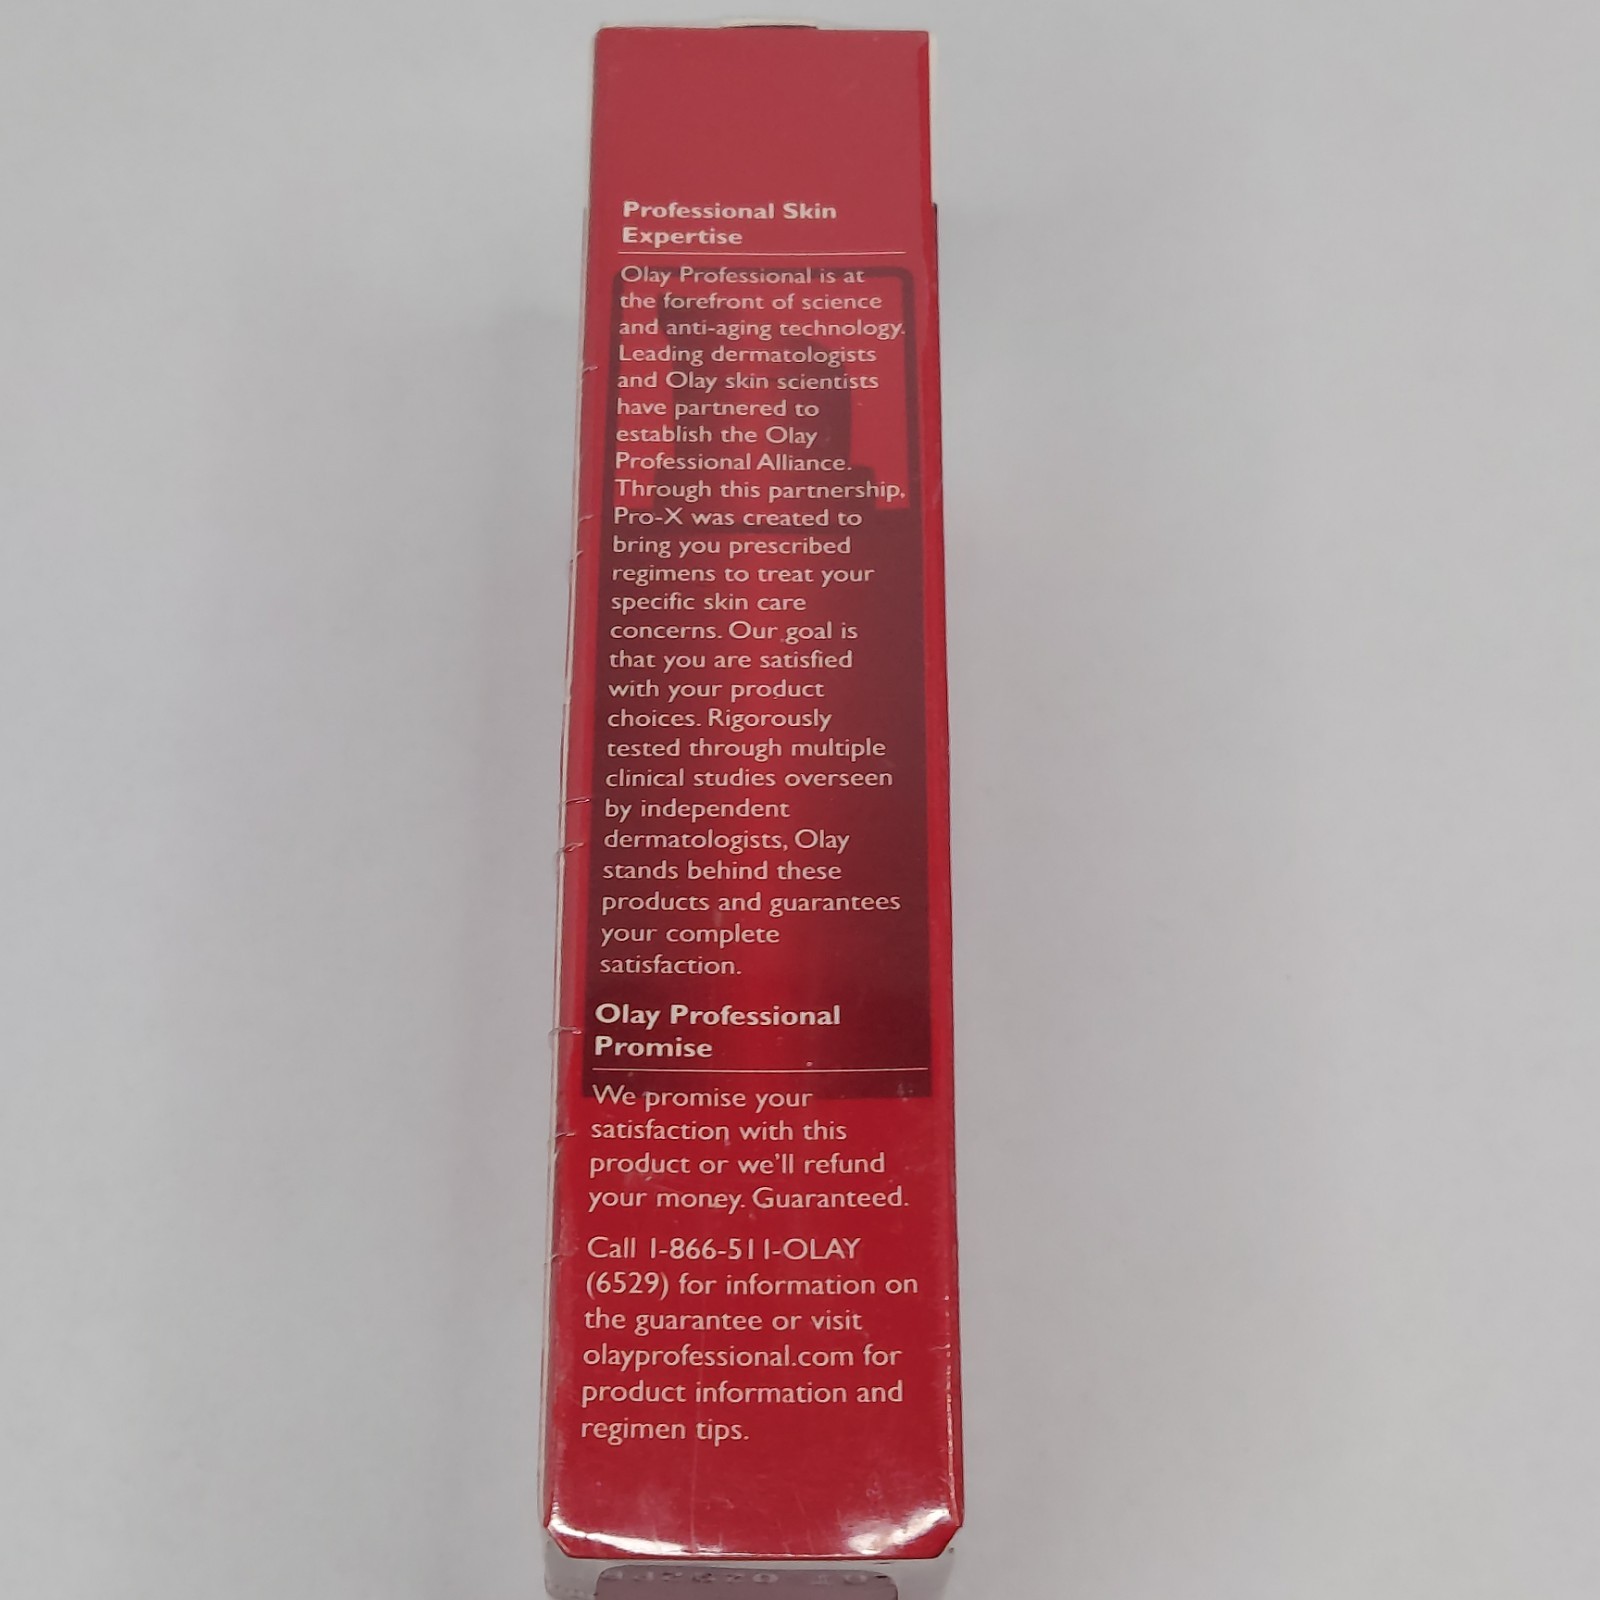 Professional Skin
Expertise
Olay Professional is at
the forefront of science
and anti-aging technology.
Leading dermatologists
and Olay skin scientists
have partnered to
establish the Olay
Professional Alliance.
Through this partnership,
Pro-X was created to
bring you prescribed
regimens to treat your
specific skin care
concerns. Our goal is
that you are satisfied
with your product
choices. Rigorously
tested through multiple
clinical studies overseen
by independent
dermatologists, Olay
stands behind these
products and guarantees
your complete
satisfaction.
Olay Professional
Promise
We promise your
satisfaction with this
product or we'll refund
your money. Guaranteed.
Call 1-866-511-OLAY
(6529) for information on
the guarantee or visit
olayprofessional.com for
product information and
regimen tips.